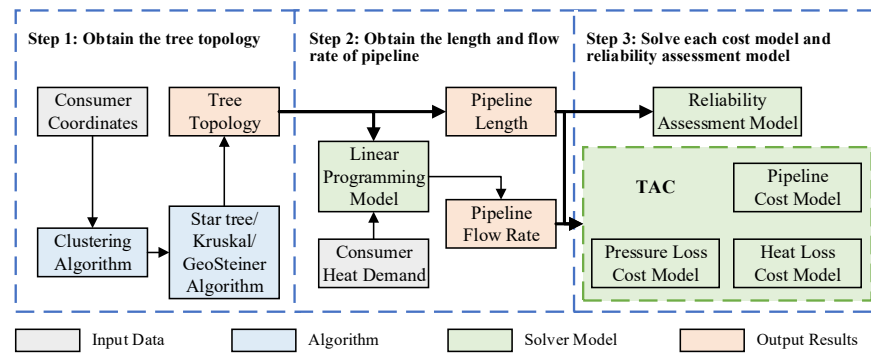 Step 1: Obtain the tree topology
Consumer
Coordinates
Tree
Topology
Clustering
Algorithm
Star tree/
Kruskal/
GeoSteiner
Algorithm
Step 2: Obtain the length and flow
rate of pipeline
Pipeline
Length
Linear
Programming
Model
Pipeline
Flow Rate
Consumer
Heat Demand
Step 3: Solve each cost model and
reliability assessment model
Reliability
Assessment Model
TAC
Pipeline
Cost Model
Pressure Loss
Cost Model
Heat Loss
Cost Model
Input Data
Algorithm
Solver Model
Output Results